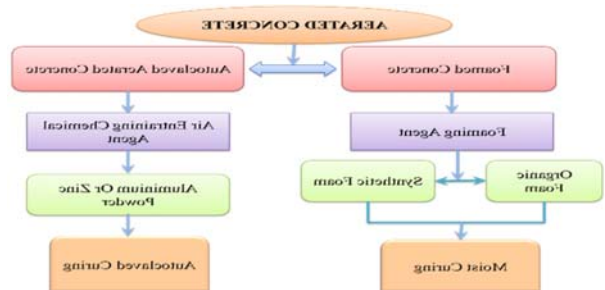 AERATED CONCRETE
Autoclaved Aerated Concrete
Foamed Concrete
Air Entraining Chemical
Agent
Foaming Agent
Aluminium Or Zinc
Powder
Synthetic Foam
Organic
Foam
Autoclaved Curing
Moist Curing